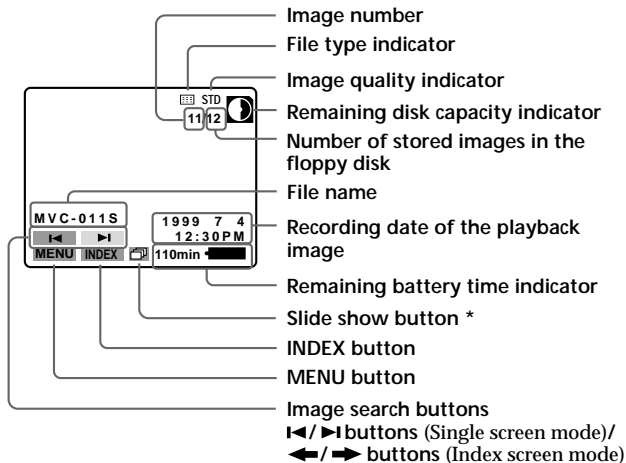 Image number
File type indicator
Image quality indicator
STD
Remaining disk capacity indicator
11/12
Number of stored images in the
floppy disk
File name
MVC-011S
1999 7 4
12:30PM
Recording date of the playback
image
MENU INDEX 110min
Remaining battery time indicator
Slide show button *
INDEX button
MENU button
Image search buttons
⏮/⏭ buttons (Single screen mode)/
←/→ buttons (Index screen mode)